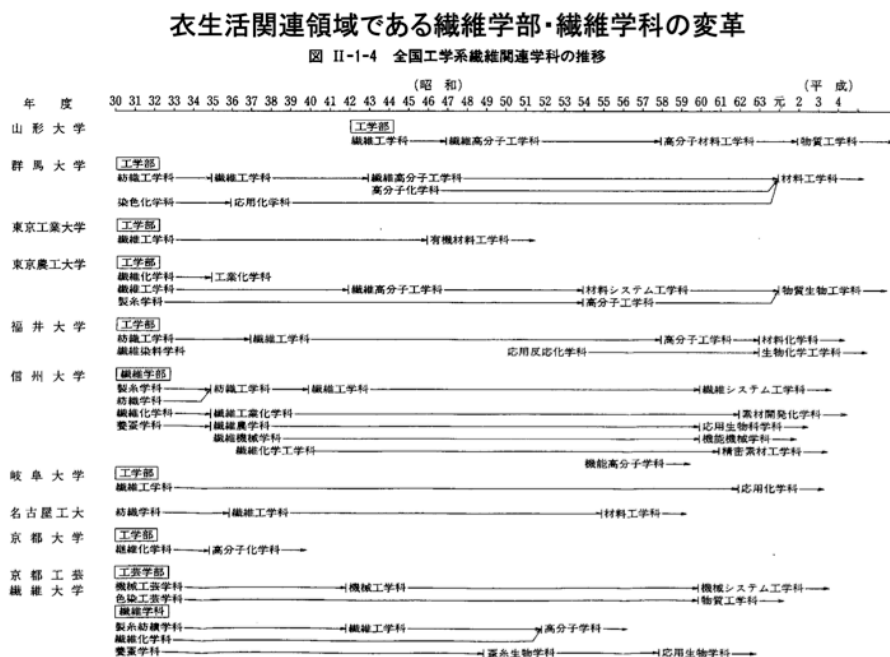 衣生活関連領域である繊維学部・繊維学科の変革
図 II-1-4 全国工学系繊維関連学科の推移
(昭和) (平成)
年度 30 31 32 33 34 35 36 37 38 39 40 41 42 43 44 45 46 47 48 49 50 51 52 53 54 55 56 57 58 59 60 61 62 63 元 2 3 4
山形大学 工学部
繊維工学科 繊維高分子工学科 高分子材料工学科 物質工学科
群馬大学 工学部
紡織工学科 繊維工学科 繊維高分子工学科 材料工学科
高分子化学科
染色化学科 応用化学科
東京工業大学 工学部
繊維工学科 有機材料工学科
東京農工大学 工学部
繊維化学科 工業化学科
繊維工学科 繊維高分子工学科 材料システム工学科 物質生物工学科
製糸学科 高分子工学科
福井大学 工学部
紡織工学科 繊維工学科 高分子工学科 材料化学科
繊維染料学科 応用反応化学科 生物化学工学科
信州大学 繊維学部
製糸学科 紡織工学科 繊維工学科 繊維システム工学科
紡織学科
繊維化学科 繊維工業化学科 素材開発化学科
養蚕学科 繊維農学科 応用生物科学科
繊維機械学科 機能機械学科
繊維化学工学科 精密素材工学科
機能高分子学科
岐阜大学 工学部
繊維工学科 応用化学科
名古屋工大 紡織学科 繊維工学科 材料工学科
京都大学 工学部
繊維化学科 高分子化学科
京都工芸 工芸学部
繊維大学 機械工芸学科 機械工学科 機械システム工学科
色染工芸学科 物質工学科
繊維学科
製糸紡績学科 繊維工学科 高分子学科
繊維化学科
養蚕学科 蚕糸生物学科 応用生物学科